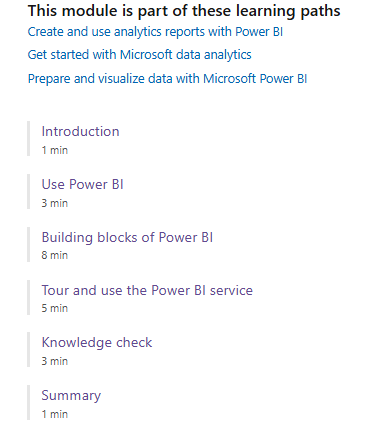 This module is part of these learning paths
Create and use analytics reports with Power BI
Get started with Microsoft data analytics
Prepare and visualize data with Microsoft Power BI
Introduction
1 min
Use Power BI
3 min
Building blocks of Power BI
8 min
Tour and use the Power BI service
5 min
Knowledge check
3 min
Summary
1 min